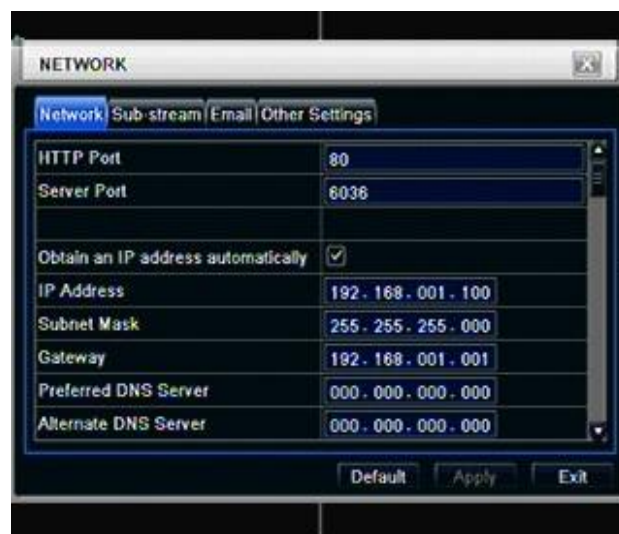 NETWORK
Network Sub-stream Email Other Settings
HTTP Port 80
Server Port 6036
Obtain an IP address automatically
IP Address 192.168.001.100
Subnet Mask 255.255.255.000
Gateway 192.168.001.001
Preferred DNS Server 000.000.000.000
Alternate DNS Server 000.000.000.000
Default Apply Exit